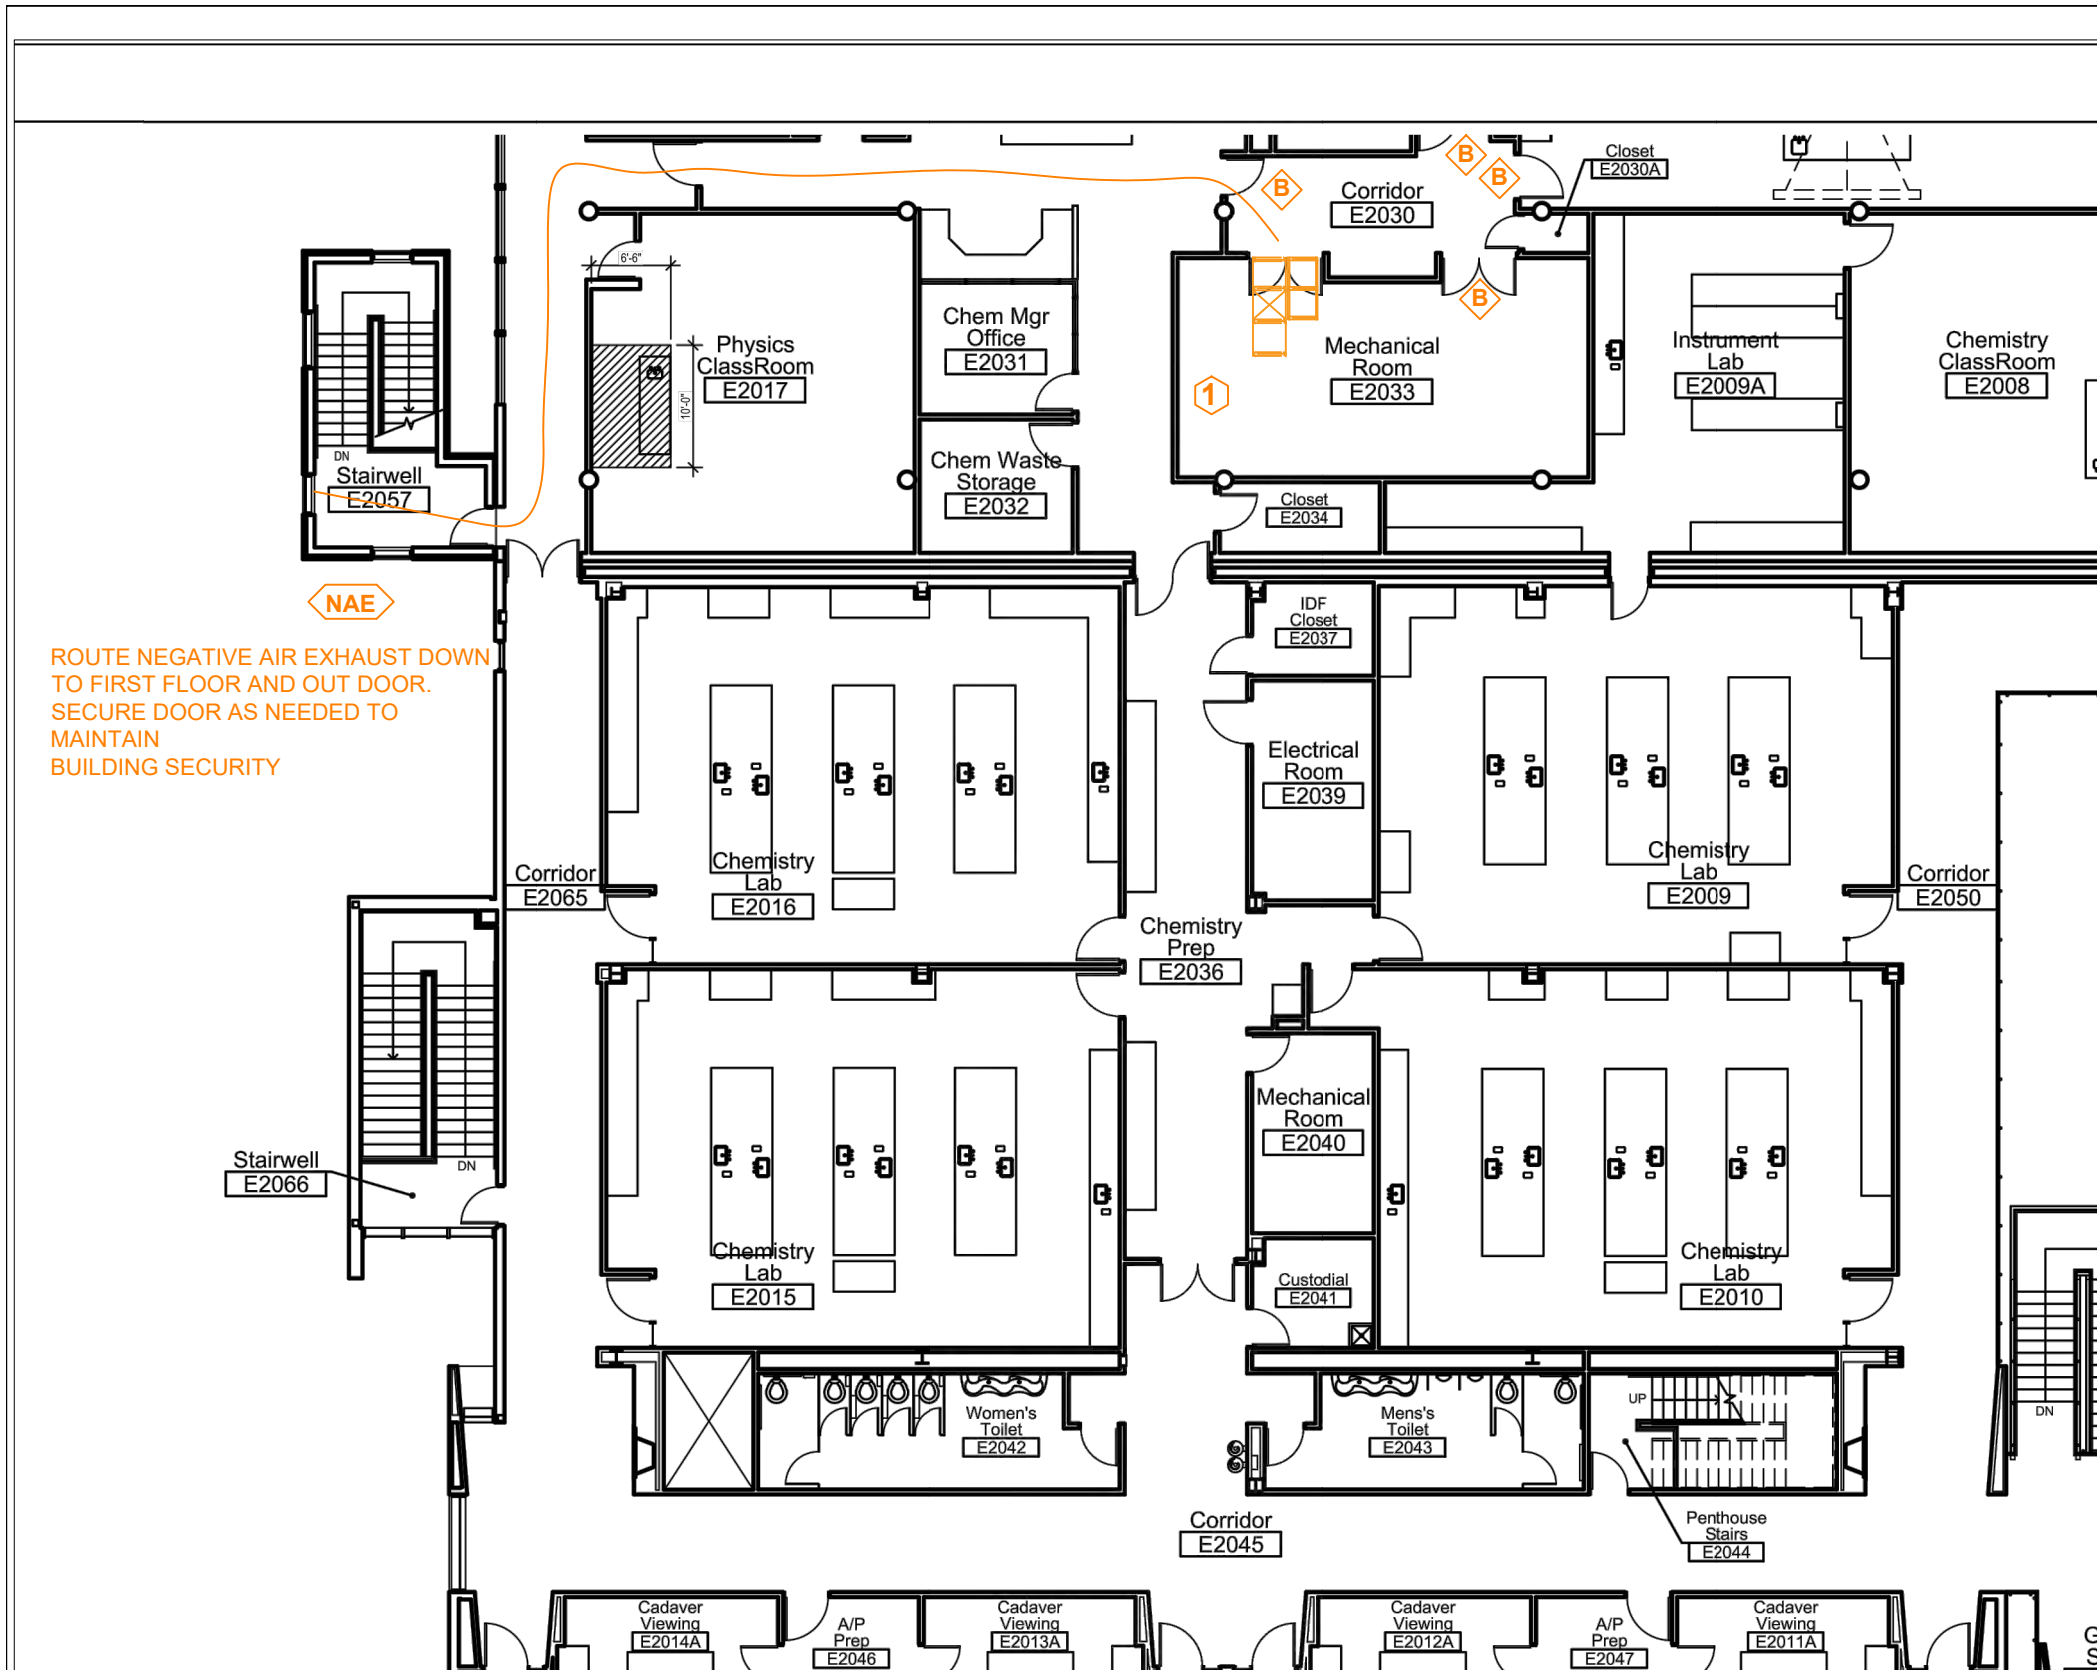 B
B
B
B
Closet
E2030A
Corridor
E2030
6'-6"
10'-0"
Physics
ClassRoom
E2017
Chem Mgr
Office
E2031
Mechanical
Room
E2033
1
Instrument
Lab
E2009A
Chemistry
ClassRoom
E2008
DN
Stairwell
E2057
Chem Waste
Storage
E2032
Closet
E2034
NAE
ROUTE NEGATIVE AIR EXHAUST DOWN
TO FIRST FLOOR AND OUT DOOR.
SECURE DOOR AS NEEDED TO
MAINTAIN
BUILDING SECURITY
IDF
Closet
E2037
Electrical
Room
E2039
Corridor
E2065
Chemistry
Lab
E2016
Chemistry
Lab
E2009
Corridor
E2050
Chemistry
Prep
E2036
Mechanical
Room
E2040
Stairwell
E2066
DN
Chemistry
Lab
E2015
Custodial
E2041
Chemistry
Lab
E2010
Women's
Toilet
E2042
Mens's
Toilet
E2043
UP
DN
Corridor
E2045
Penthouse
Stairs
E2044
Cadaver
Viewing
E2014A
A/P
Prep
E2046
Cadaver
Viewing
E2013A
Cadaver
Viewing
E2012A
A/P
Prep
E2047
Cadaver
Viewing
E2011A